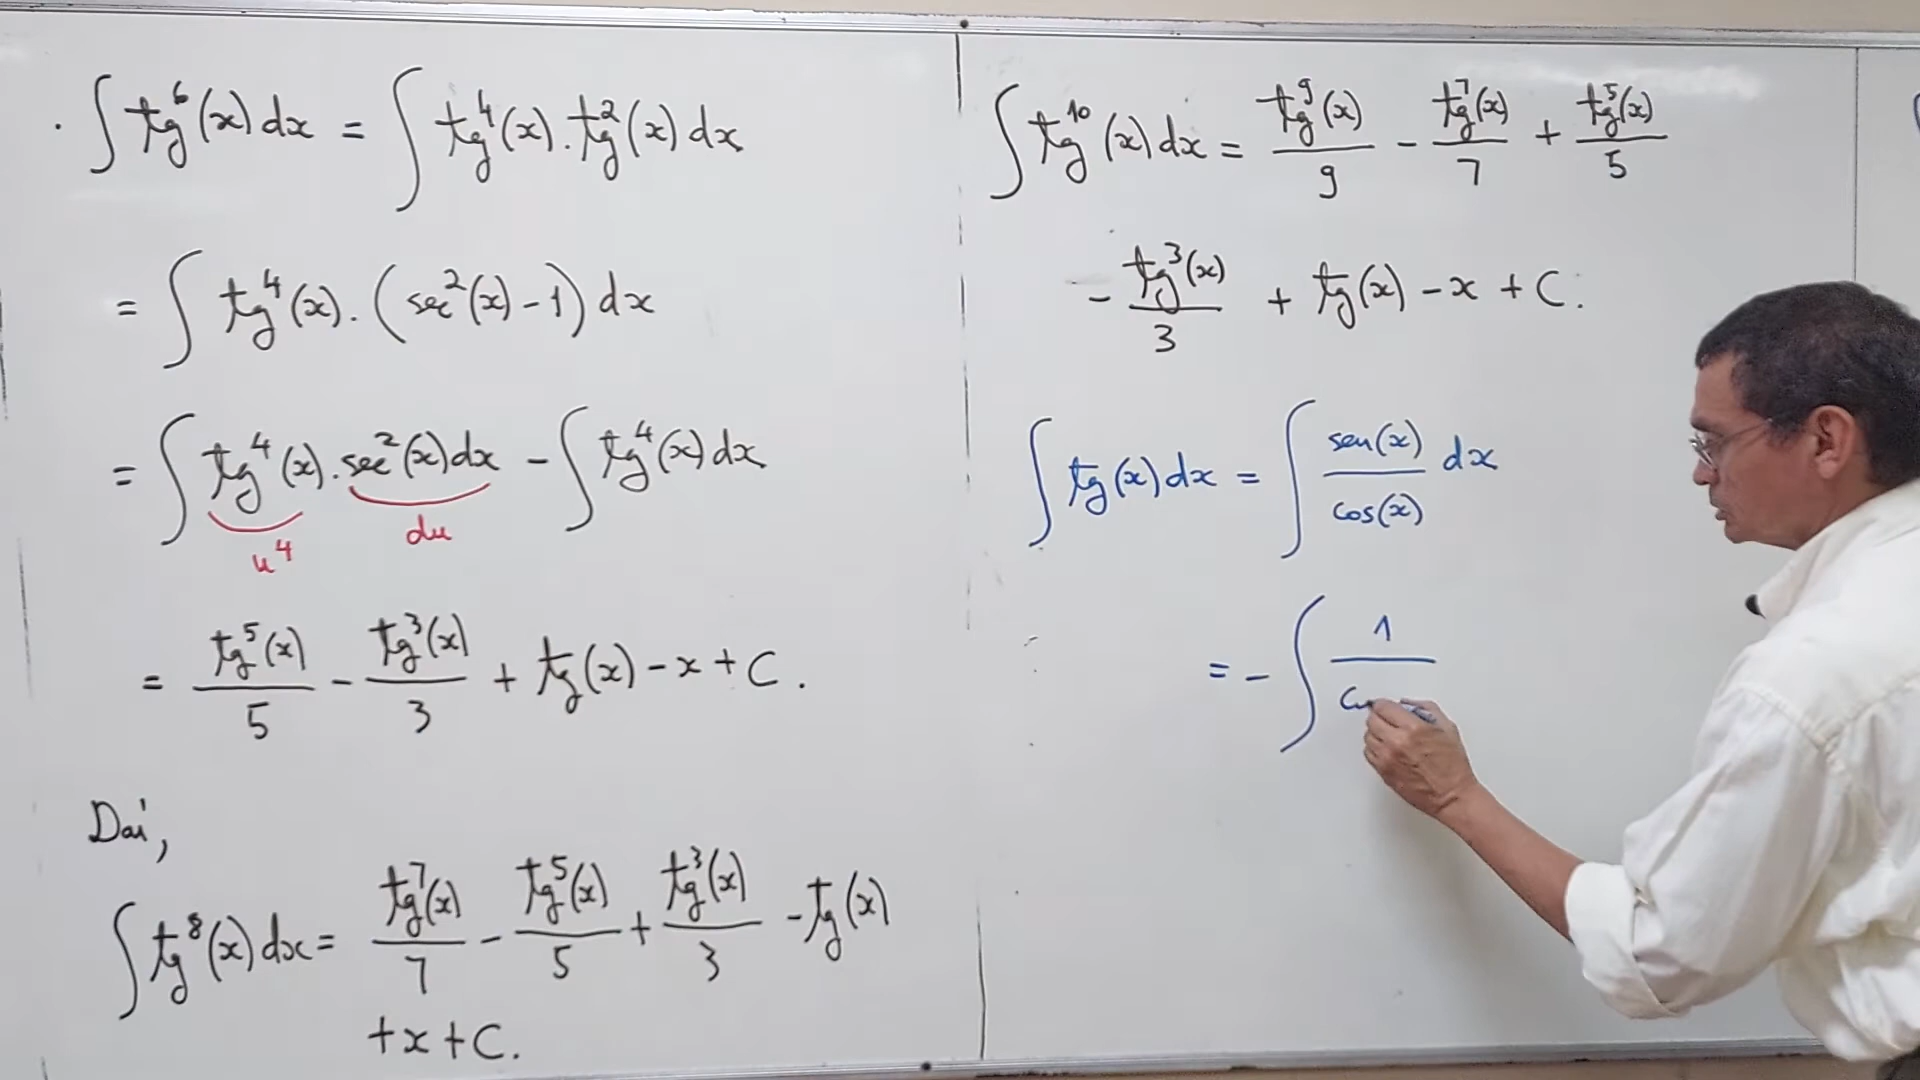 · ∫ tg⁶(x) dx = ∫ tg⁴(x) . tg²(x) dx
= ∫ tg⁴(x) . (sec²(x) - 1) dx
= ∫ tg⁴(x) . sec²(x) dx - ∫ tg⁴(x) dx
u⁴ du
= tg⁵(x)/5 - tg³(x)/3 + tg(x) - x + C .
Daí,
∫ tg⁸(x) dx = tg⁷(x)/7 - tg⁵(x)/5 + tg³(x)/3 - tg(x)
+ x + C.
∫ tg¹⁰(x) dx = tg⁹(x)/9 - tg⁷(x)/7 + tg⁵(x)/5
- tg³(x)/3 + tg(x) - x + C.
∫ tg(x) dx = ∫ sen(x)/cos(x) dx
= - ∫ 1/